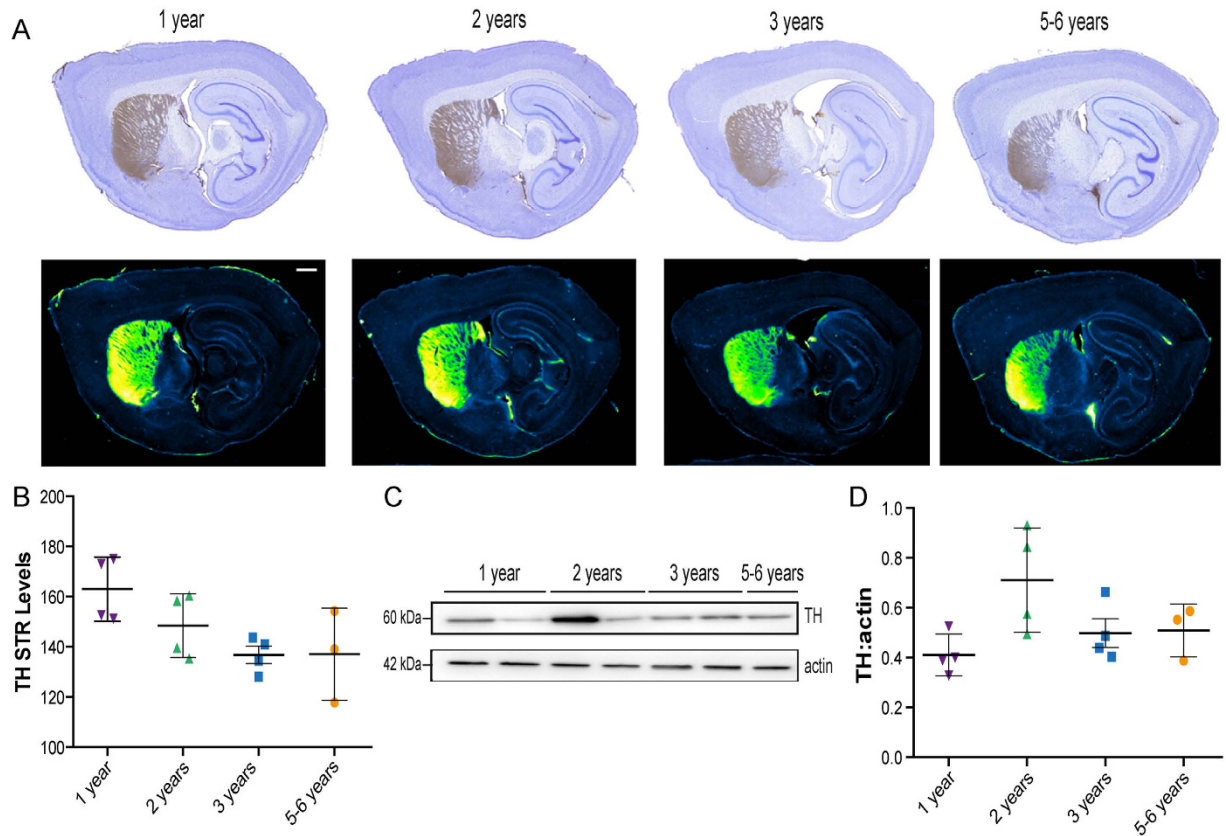 A
1 year
2 years
3 years
5-6 years
B
TH STR Levels
200
180
160
140
120
100
1 year
2 years
3 years
5-6 years
C
1 year
2 years
3 years
5-6 years
60 kDa
TH
42 kDa
actin
D
TH:actin
1.0
0.8
0.6
0.4
0.2
0.0
1 year
2 years
3 years
5-6 years